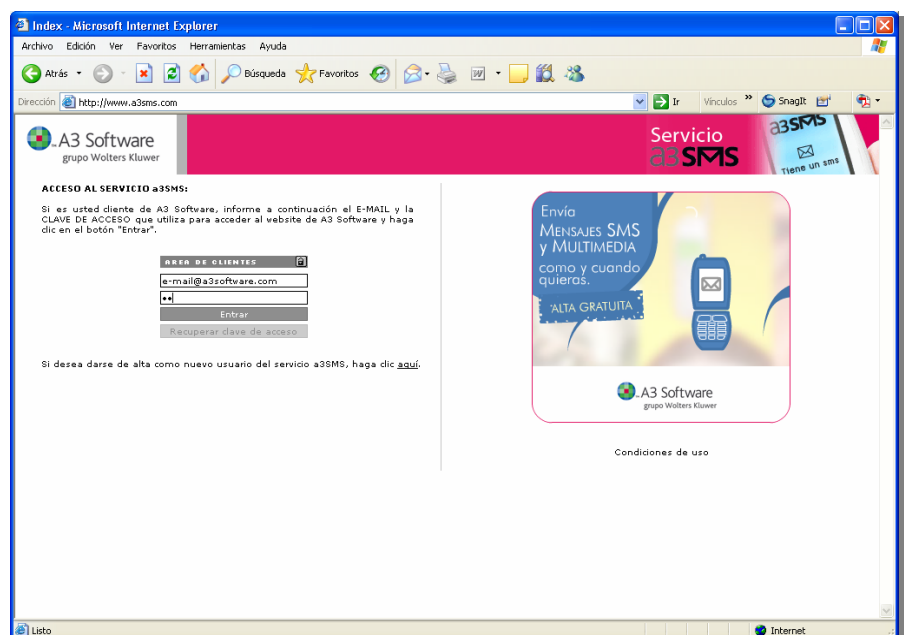 Index - Microsoft Internet Explorer
Archivo Edición Ver Favoritos Herramientas Ayuda
Atrás Búsqueda Favoritos
Dirección http://www.a3sms.com Ir Vínculos » SnagIt
A3 Software
grupo Wolters Kluwer
Servicio
a3SMS
a3SMS
Tiene un sms
ACCESO AL SERVICIO a3SMS:
Si es usted cliente de A3 Software, informe a continuación el E-MAIL y la
CLAVE DE ACCESO que utiliza para acceder al website de A3 Software y haga
clic en el botón "Entrar".
AREA DE CLIENTES
e-mail@a3software.com
••
Entrar
Recuperar clave de acceso
Si desea darse de alta como nuevo usuario del servicio a3SMS, haga clic aquí.
Envía
MENSAJES SMS
y MULTIMEDIA
como y cuando
quieras.
ALTA GRATUITA
A3 Software
grupo Wolters Kluwer
Condiciones de uso
Listo Internet